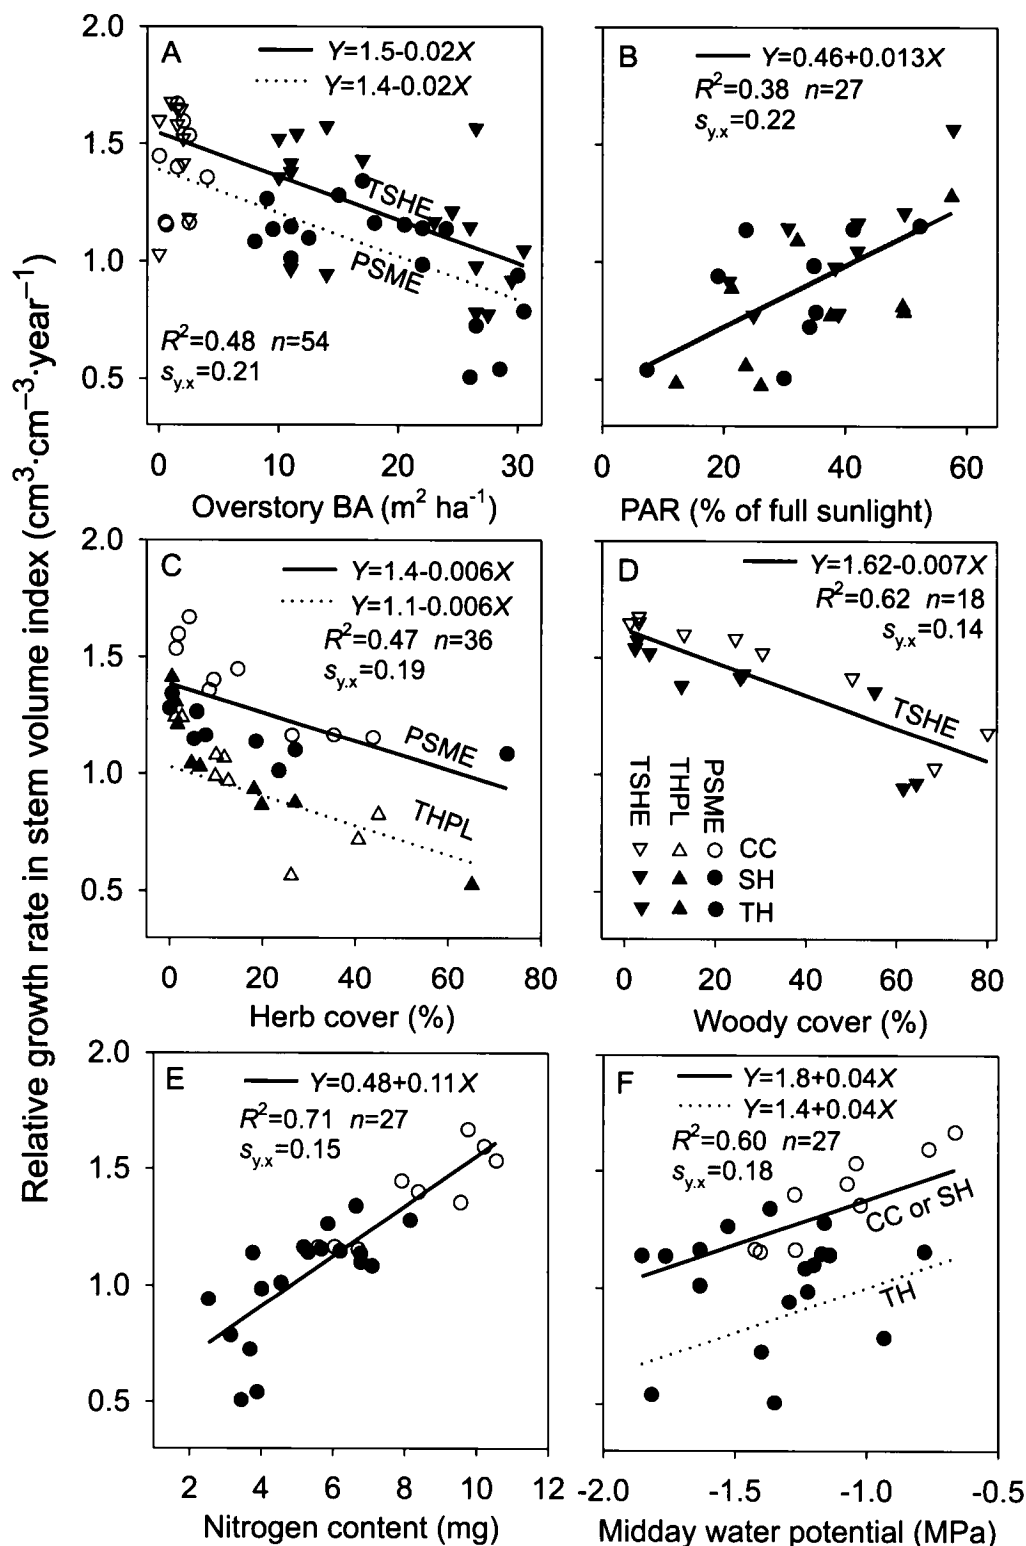 Relative growth rate in stem volume index (cm³·cm⁻³·year⁻¹)
2.0
1.5
1.0
0.5
A
Y=1.5-0.02X
Y=1.4-0.02X
TSHE
PSME
R²=0.48 n=54
s_y.x=0.21
0 10 20 30
Overstory BA (m² ha⁻¹)
B
Y=0.46+0.013X
R²=0.38 n=27
s_y.x=0.22
0 20 40 60
PAR (% of full sunlight)
2.0
1.5
1.0
0.5
C
Y=1.4-0.006X
Y=1.1-0.006X
R²=0.47 n=36
s_y.x=0.19
PSME
THPL
0 20 40 60 80
Herb cover (%)
D
Y=1.62-0.007X
R²=0.62 n=18
s_y.x=0.14
TSHE
TSHE THPL PSME
CC
SH
TH
0 20 40 60 80
Woody cover (%)
2.0
1.5
1.0
0.5
E
Y=0.48+0.11X
R²=0.71 n=27
s_y.x=0.15
2 4 6 8 10 12
Nitrogen content (mg)
F
Y=1.8+0.04X
Y=1.4+0.04X
R²=0.60 n=27
s_y.x=0.18
CC or SH
TH
-2.0 -1.5 -1.0 -0.5
Midday water potential (MPa)